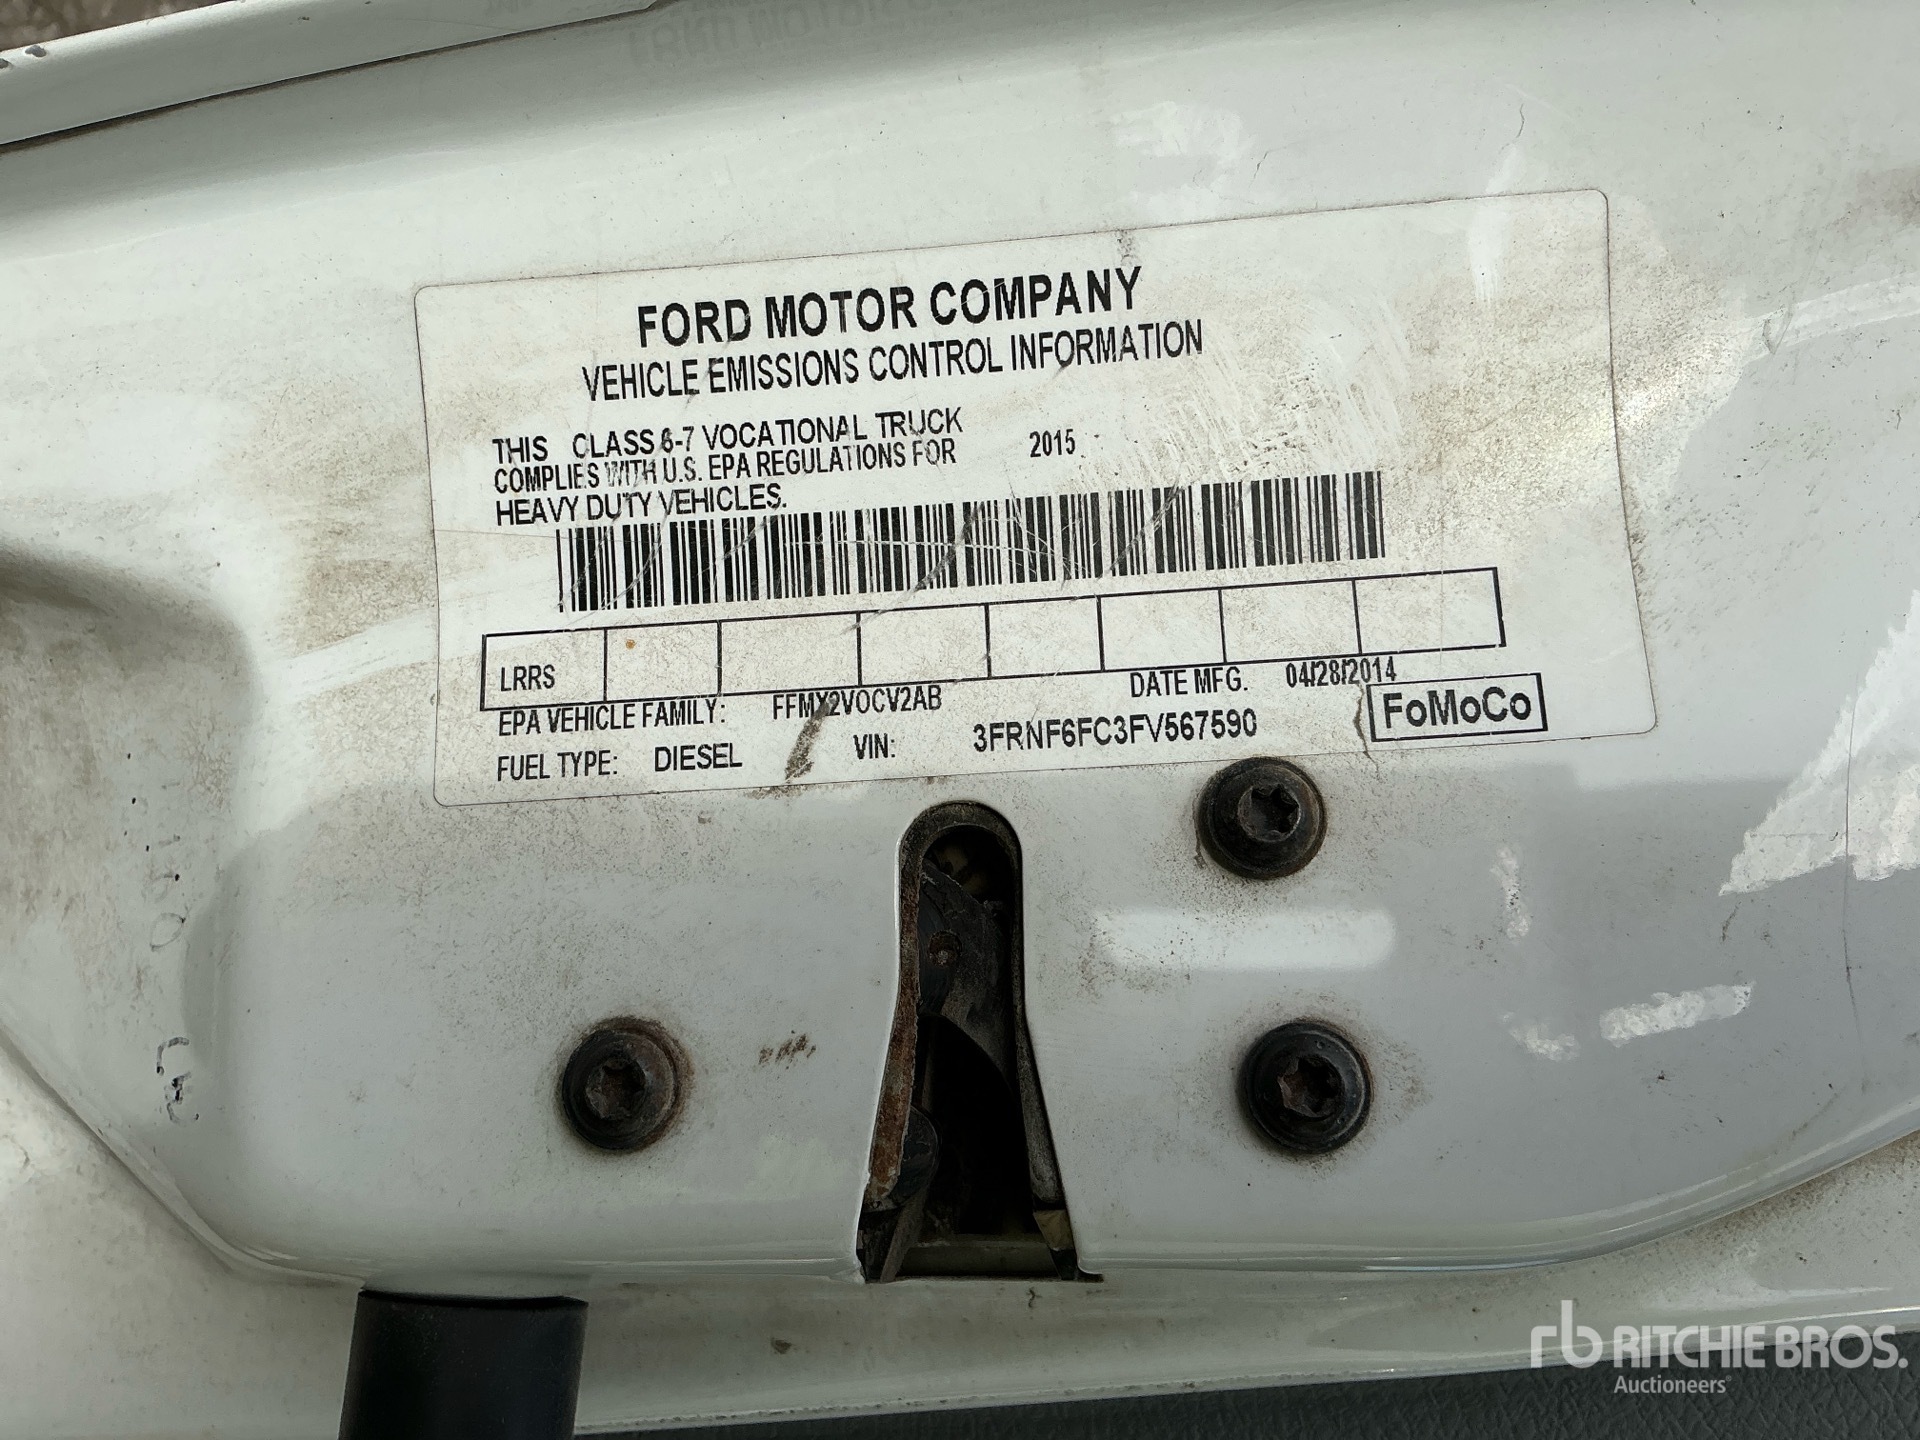 FORD MOTOR COMPANY
VEHICLE EMISSIONS CONTROL INFORMATION
THIS CLASS 6-7 VOCATIONAL TRUCK
COMPLIES WITH U.S. EPA REGULATIONS FOR 2015
HEAVY DUTY VEHICLES.
LRRS
EPA VEHICLE FAMILY: FFMX2VOCV2AB DATE MFG. 04/28/2014
FUEL TYPE: DIESEL VIN: 3FRNF6FC3FV567590 FoMoCo
rb RITCHIE BROS.
Auctioneers